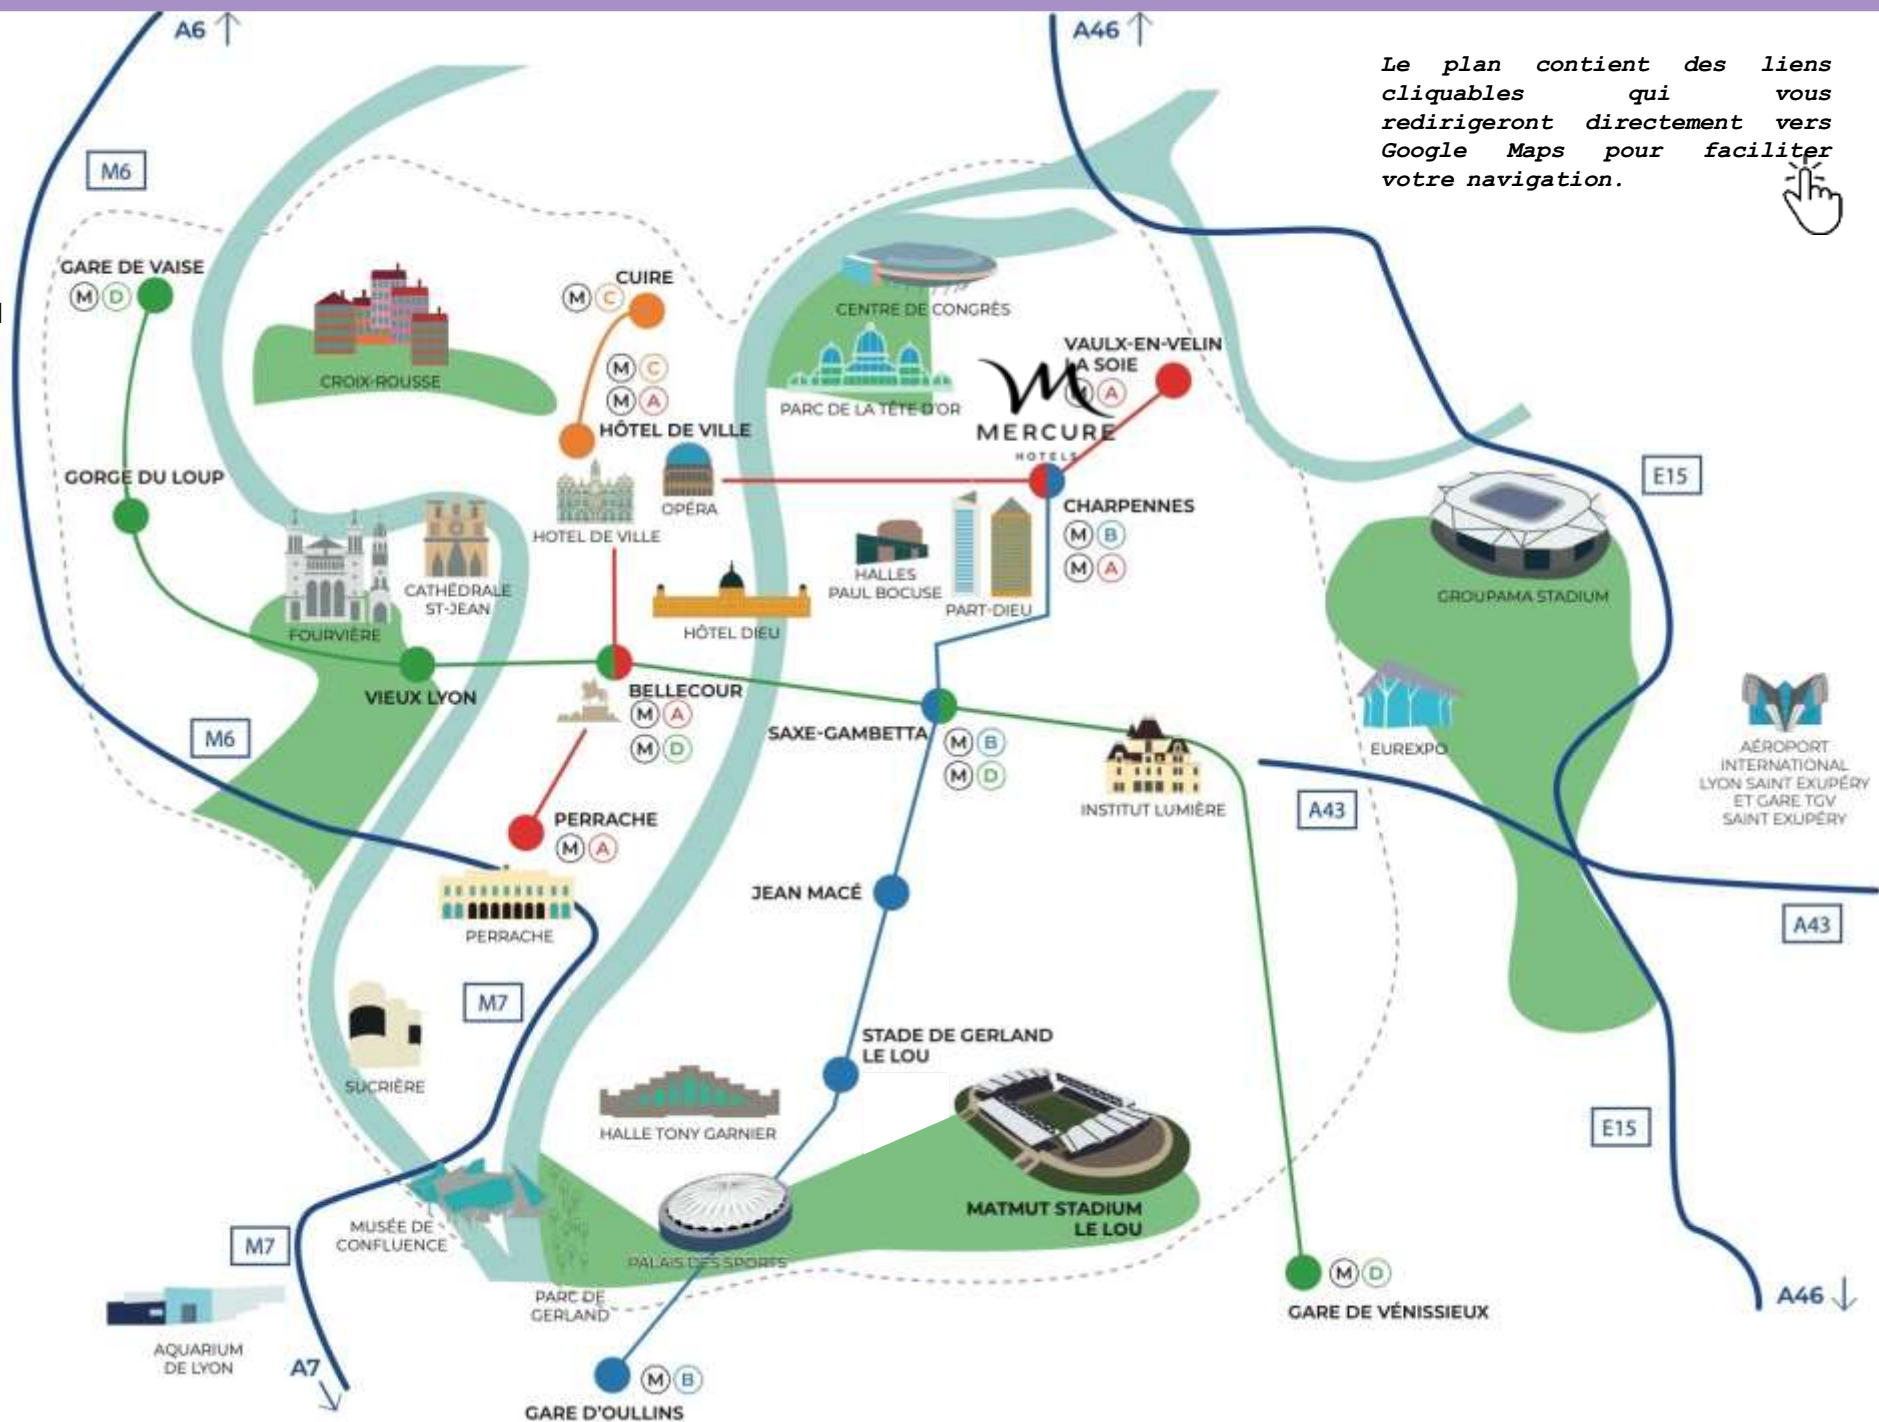 A6
A46
Le plan contient des liens
cliquables qui vous
redirigeront directement vers
Google Maps pour faciliter
votre navigation.
M6
GARE DE VAISE
M D
CUIRE
M C
CENTRE DE CONGRÈS
VAULX-EN-VELIN
LA SOIE
M A
M C
M A
CROIX-ROUSSE
PARC DE LA TÊTE D'OR
MERCURE
HOTELS
HÔTEL DE VILLE
GORGE DU LOUP
E15
OPÉRA
CHARPENNES
M B
M A
HOTEL DE VILLE
HALLES
PAUL BOCUSE
PART-DIEU
CATHÉDRALE
ST-JEAN
GROUPAMA STADIUM
FOURVIÈRE
HÔTEL DIEU
VIEUX LYON
BELLECOUR
M A
M D
M6
SAXE-GAMBETTA
M B
M D
EUREXPO
AÉROPORT
INTERNATIONAL
LYON SAINT EXUPÉRY
ET GARE TGV
SAINT EXUPÉRY
INSTITUT LUMIÈRE
A43
PERRACHE
M A
JEAN MACÉ
A43
PERRACHE
M7
STADE DE GERLAND
LE LOU
SUCRIÈRE
HALLE TONY GARNIER
E15
MATMUT STADIUM
LE LOU
MUSÉE DE
CONFLUENCE
M7
PALAIS DES SPORTS
M D
GARE DE VÉNISSIEUX
PARC DE
GERLAND
A46
AQUARIUM
DE LYON
A7
M B
GARE D'OULLINS